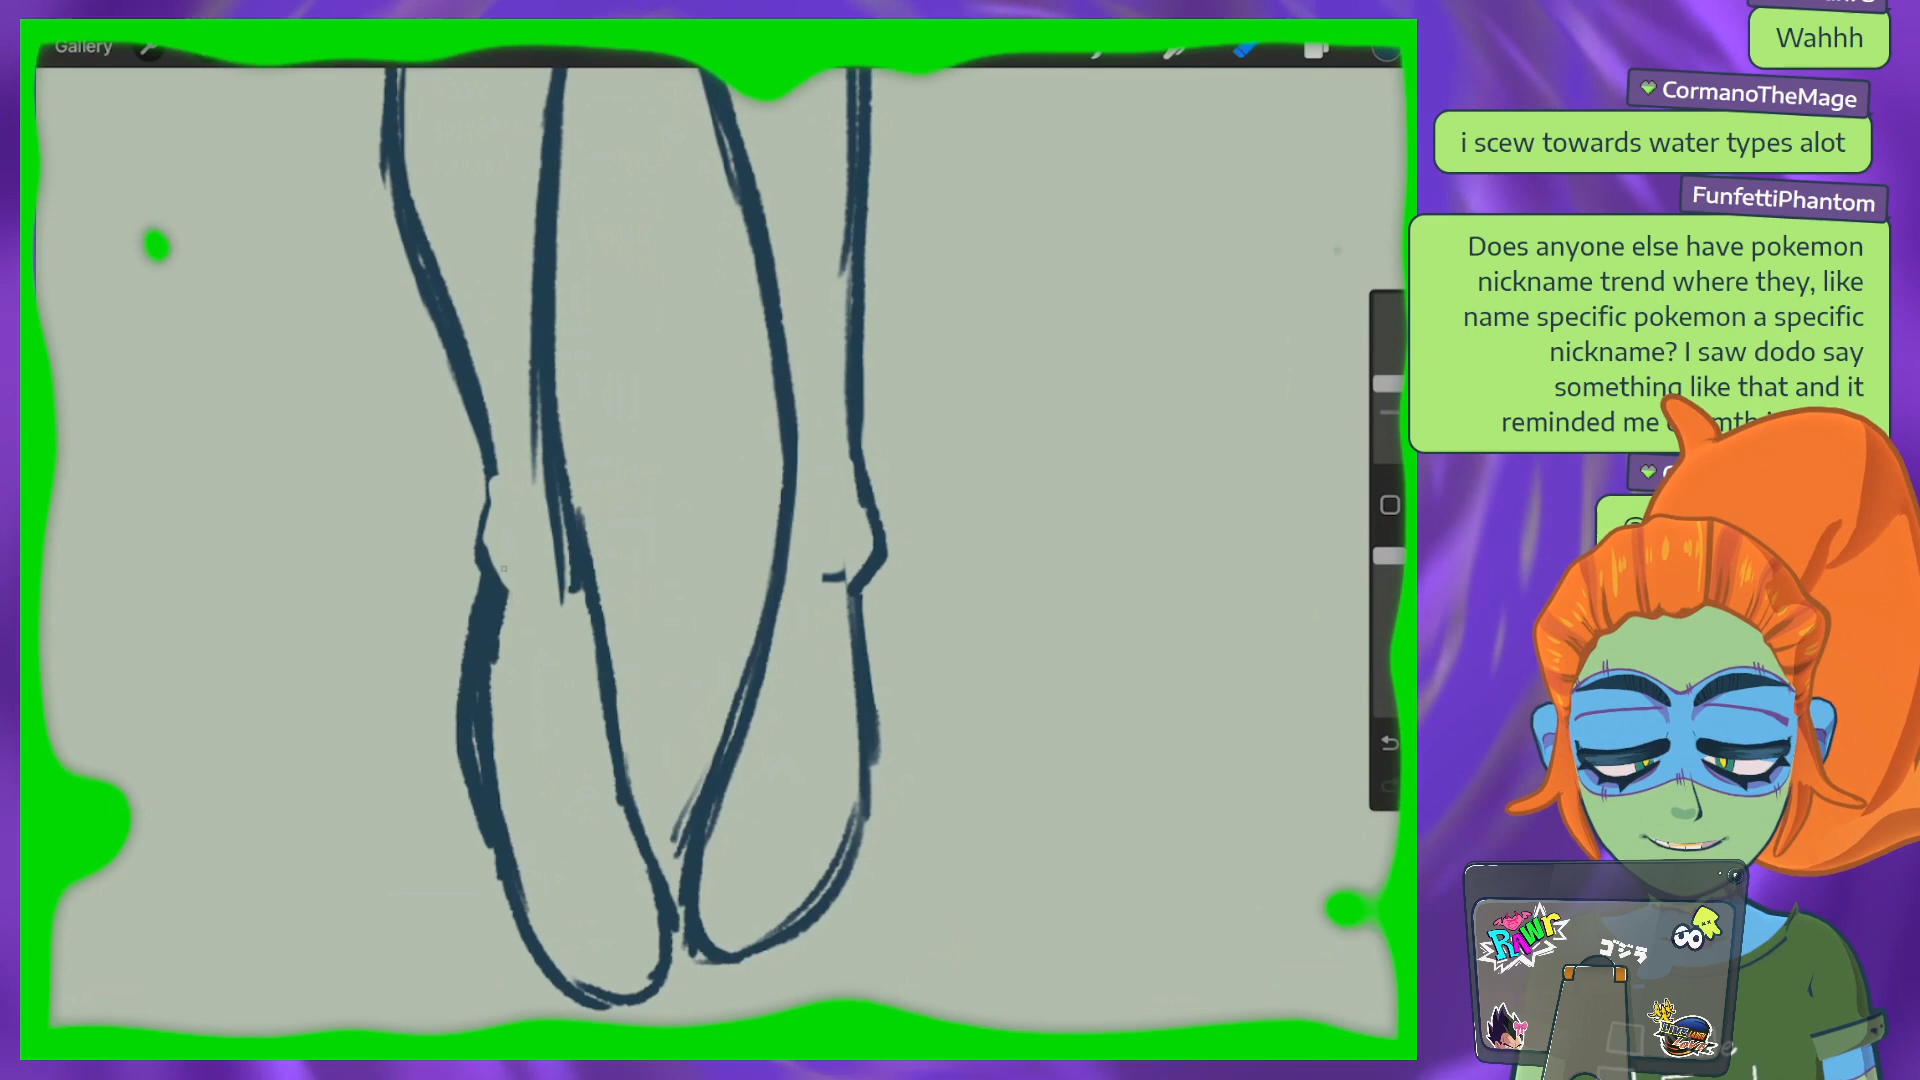 Gallery
Wahhh
CormanoTheMage
i scew towards water types alot
FunfettiPhantom
Does anyone else have pokemon
nickname trend where they, like
name specific pokemon a specific
nickname? I saw dodo say
something like that and it
reminded me
RAWr
ゴジラ